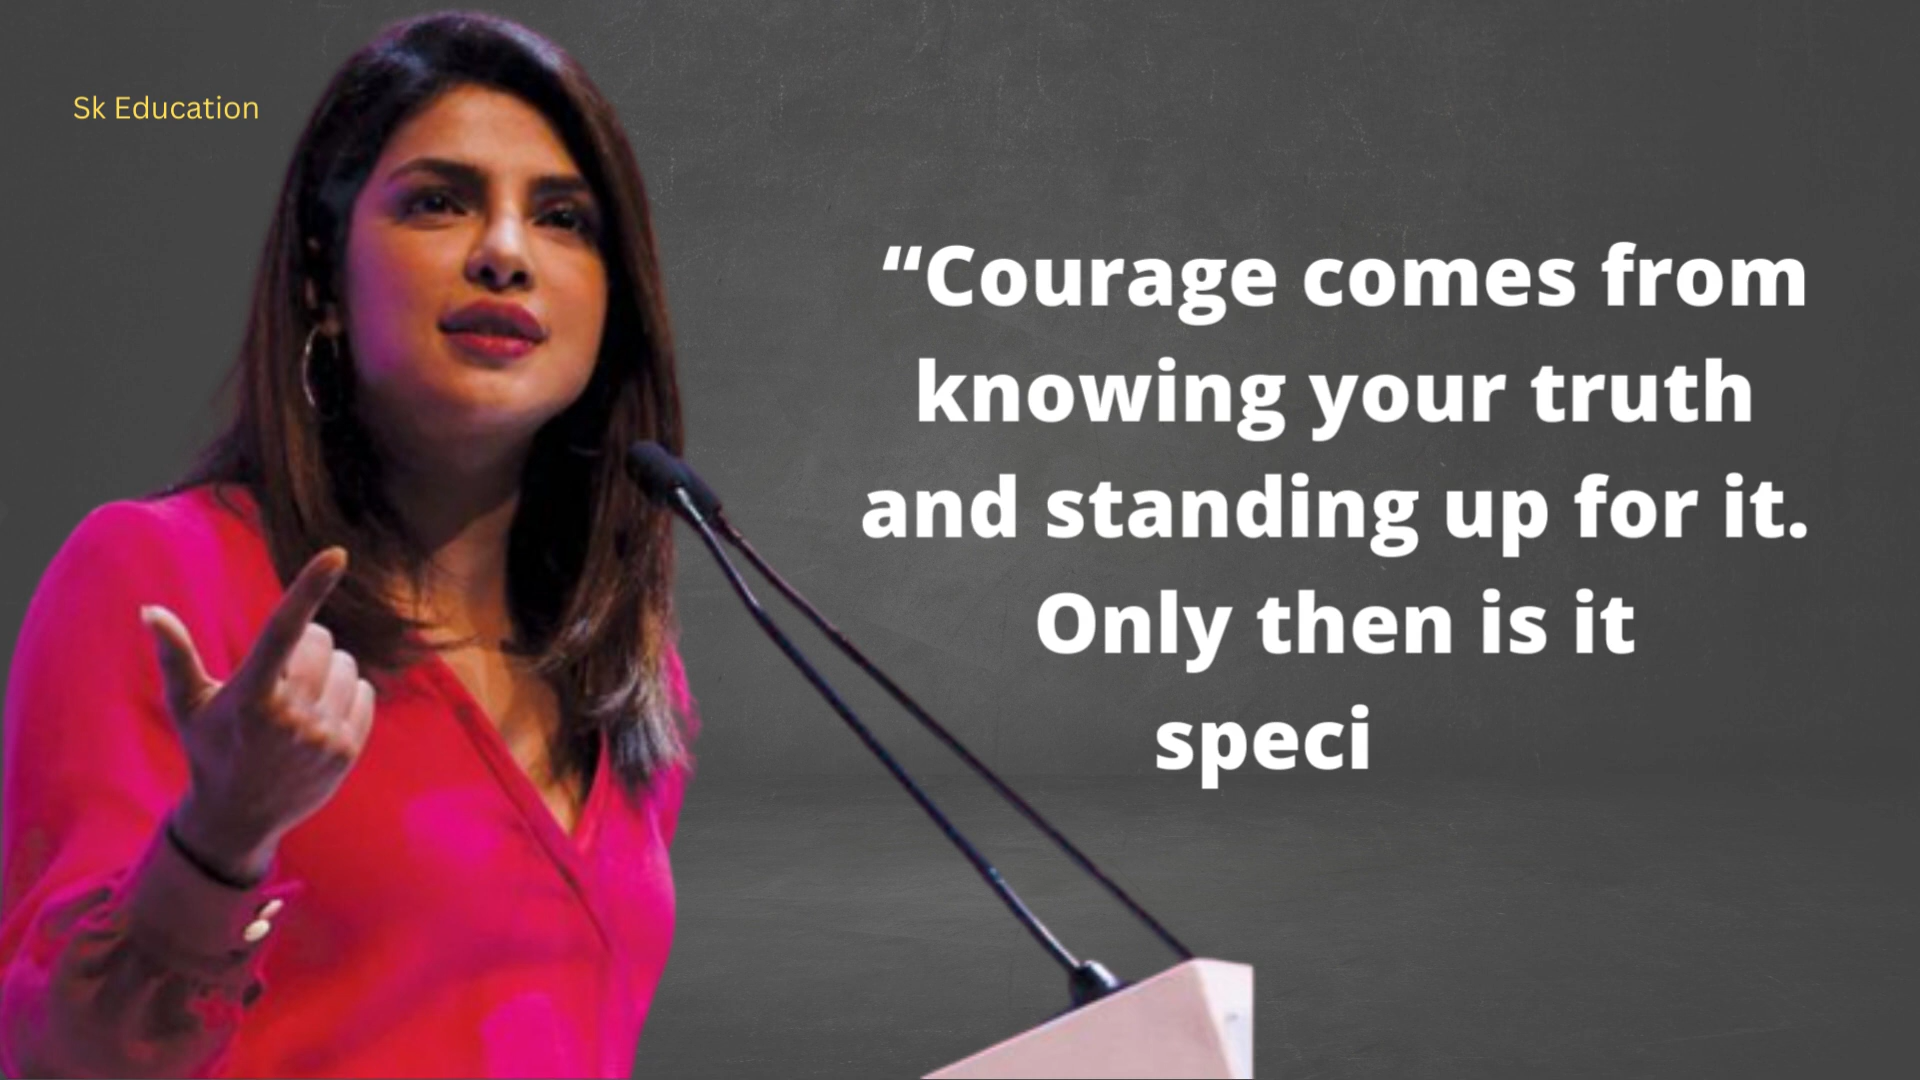 Sk Education
“Courage comes from
knowing your truth
and standing up for it.
Only then is it
speci